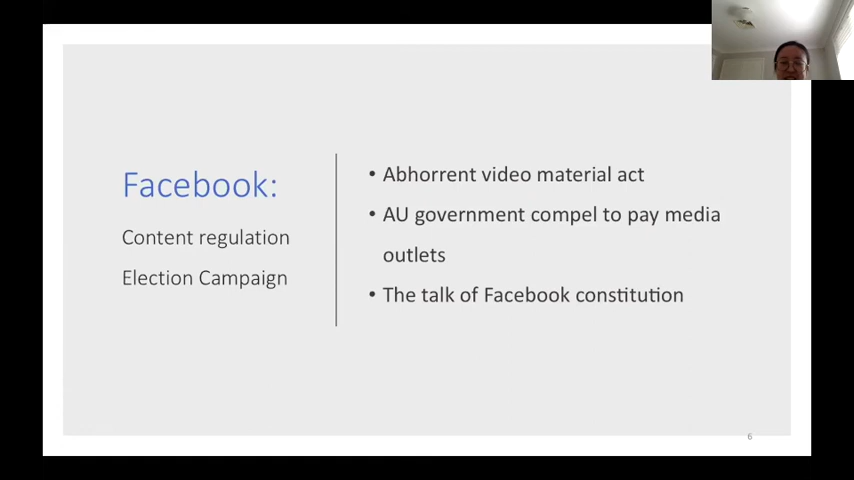 Facebook:
Content regulation
Election Campaign
• Abhorrent video material act
• AU government compel to pay media
outlets
• The talk of Facebook constitution
6